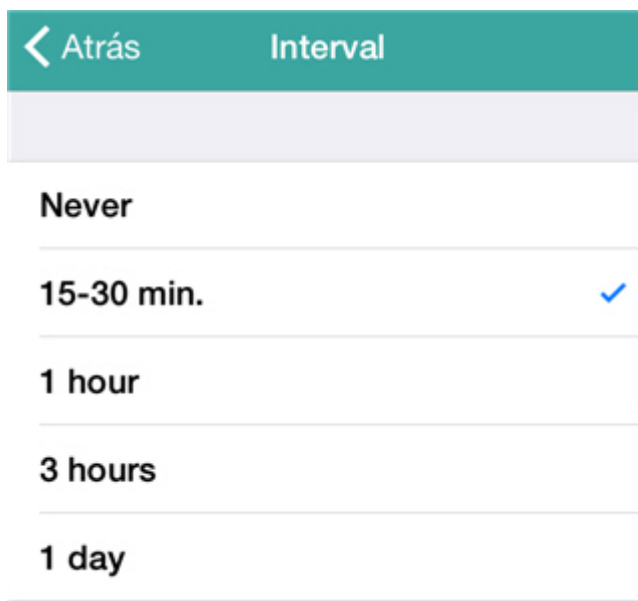 Atrás Interval
Never
15-30 min.
1 hour
3 hours
1 day